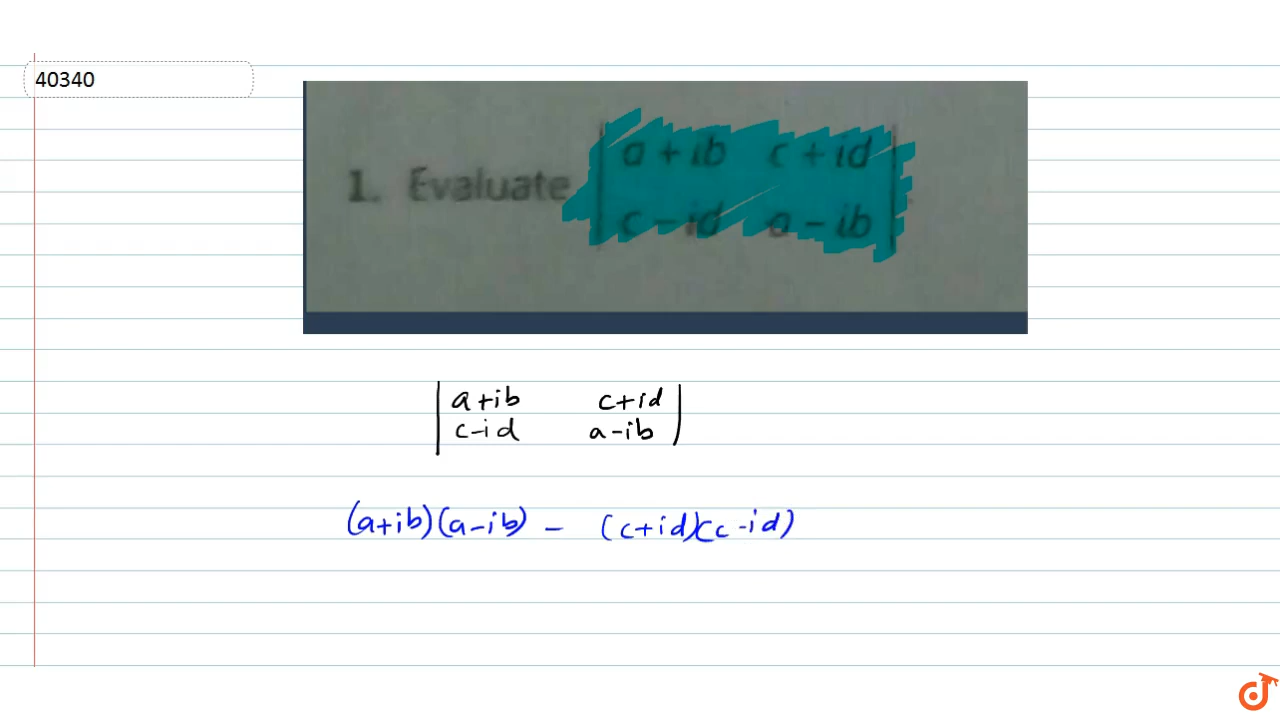 40340
1. Evaluate | a + ib c + id |
| c - id a - ib |
| a+ib c+id |
| c-id a-ib |
(a+ib)(a-ib) - (c+id)(c-id)